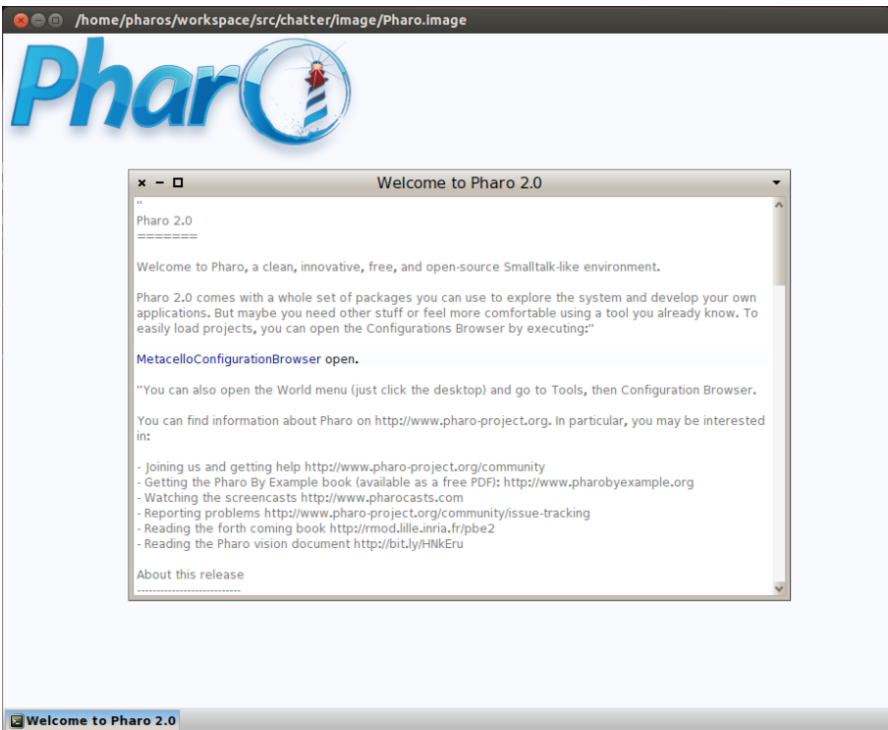 /home/pharos/workspace/src/chatter/image/Pharo.image
Pharo
Welcome to Pharo 2.0
"
Pharo 2.0
=======
Welcome to Pharo, a clean, innovative, free, and open-source Smalltalk-like environment.
Pharo 2.0 comes with a whole set of packages you can use to explore the system and develop your own
applications. But maybe you need other stuff or feel more comfortable using a tool you already know. To
easily load projects, you can open the Configurations Browser by executing:"
MetacelloConfigurationBrowser open.
"You can also open the World menu (just click the desktop) and go to Tools, then Configuration Browser.
You can find information about Pharo on http://www.pharo-project.org. In particular, you may be interested
in:
- Joining us and getting help http://www.pharo-project.org/community
- Getting the Pharo By Example book (available as a free PDF): http://www.pharobyexample.org
- Watching the screencasts http://www.pharocasts.com
- Reporting problems http://www.pharo-project.org/community/issue-tracking
- Reading the forth coming book http://rmod.lille.inria.fr/pbe2
- Reading the Pharo vision document http://bit.ly/HNkEru
About this release
--------------------------
Welcome to Pharo 2.0